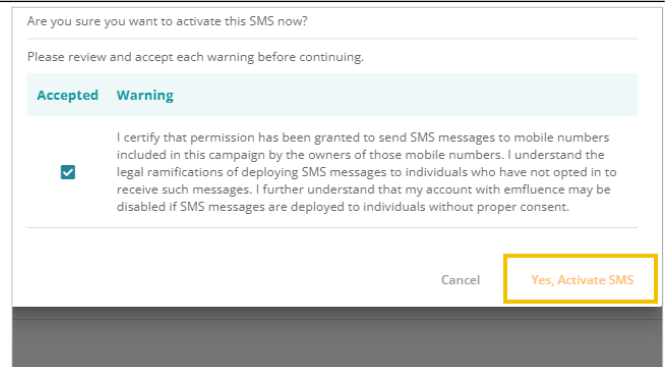 Are you sure you want to activate this SMS now?
Please review and accept each warning before continuing.
Accepted Warning
I certify that permission has been granted to send SMS messages to mobile numbers
included in this campaign by the owners of those mobile numbers. I understand the
legal ramifications of deploying SMS messages to individuals who have not opted in to
receive such messages. I further understand that my account with emfluence may be
disabled if SMS messages are deployed to individuals without proper consent.
Cancel Yes, Activate SMS